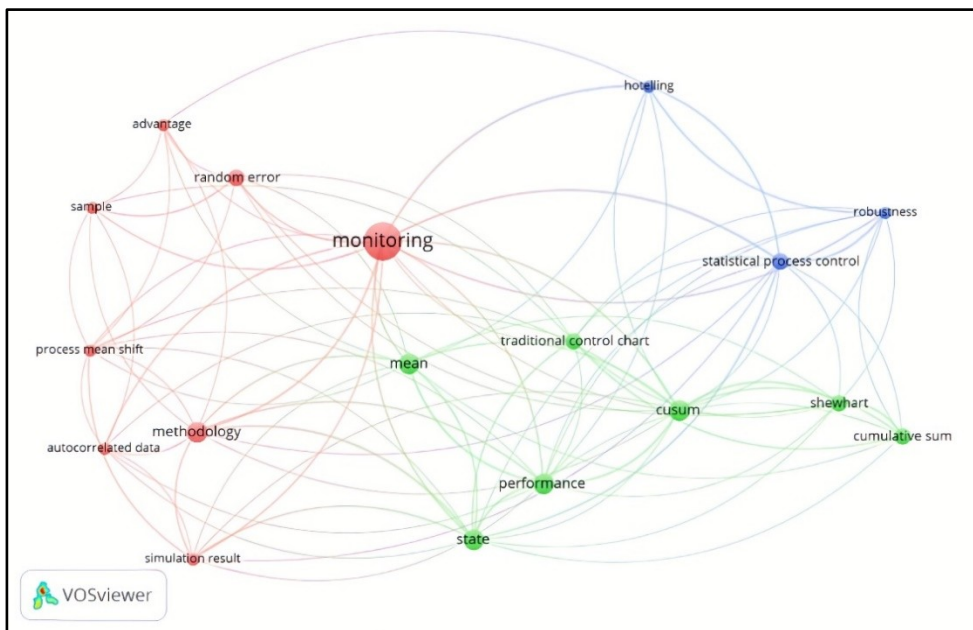 hotelling
advantage
random error
sample
robustness
monitoring
statistical process control
traditional control chart
process mean shift
mean
shewhart
cusum
methodology
cumulative sum
autocorrelated data
performance
state
simulation result
VOSviewer